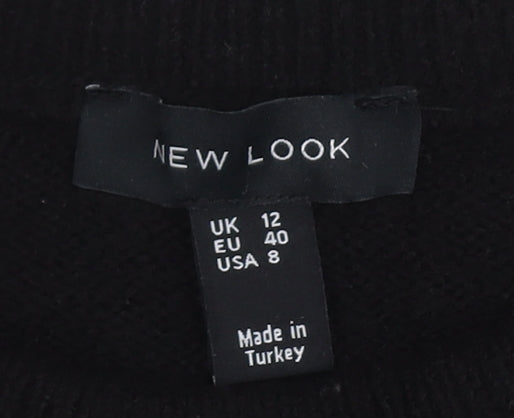 NEW LOOK
UK 12
EU 40
USA 8
Made in
Turkey